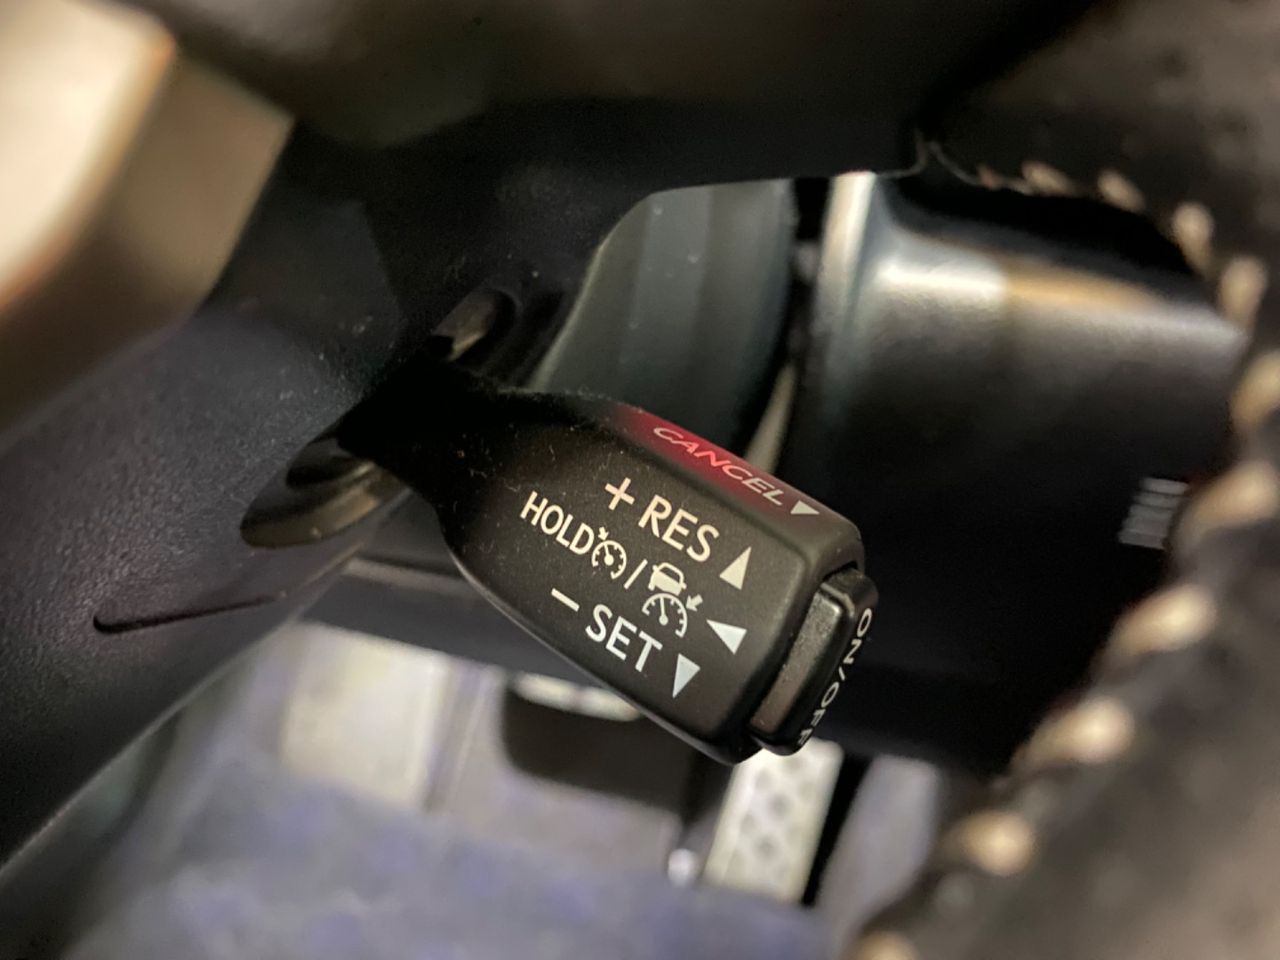 CANCEL
+ RES
HOLD /
− SET
ON/OFF